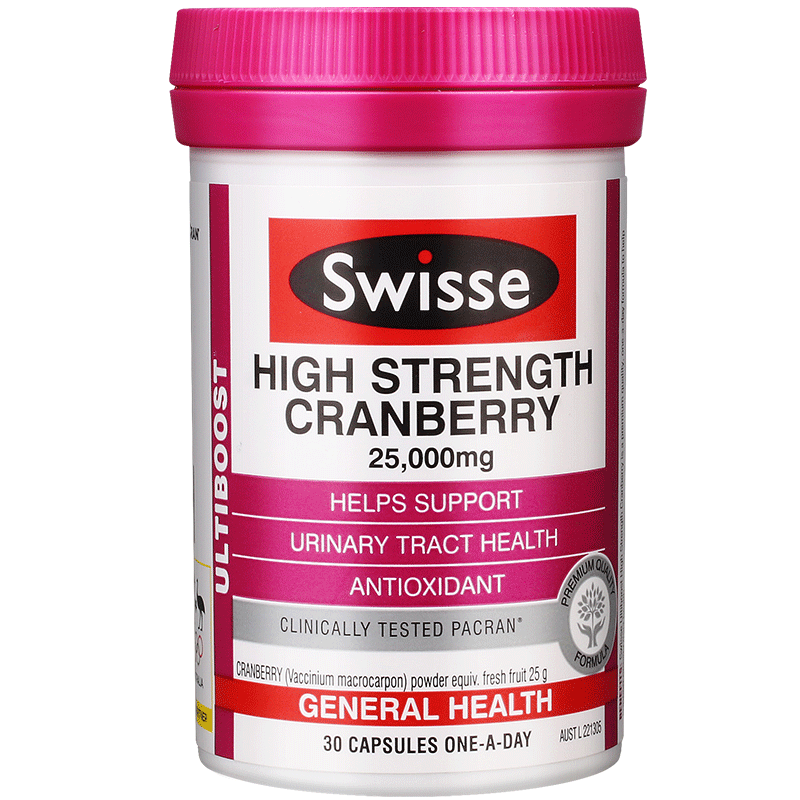 Swisse
HIGH STRENGTH
CRANBERRY
25,000mg
HELPS SUPPORT
URINARY TRACT HEALTH
ANTIOXIDANT
CLINICALLY TESTED PACRAN®
PREMIUM QUALITY
FORMULA
CRANBERRY (Vaccinium macrocarpon) powder equiv. fresh fruit 25 g
GENERAL HEALTH
30 CAPSULES ONE-A-DAY
AUST L 221305
ULTIBOOST™